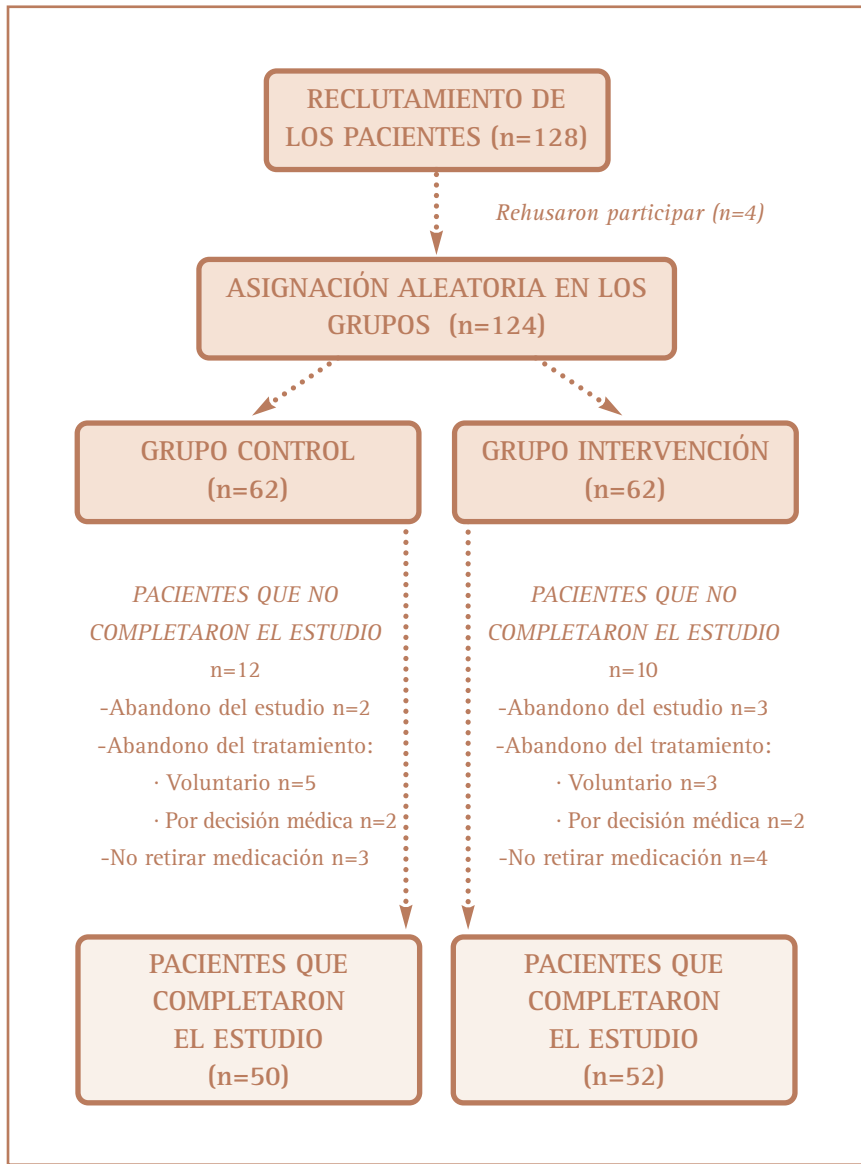 RECLUTAMIENTO DE
LOS PACIENTES (n=128)
Rehusaron participar (n=4)
ASIGNACIÓN ALEATORIA EN LOS
GRUPOS (n=124)
GRUPO CONTROL
(n=62)
GRUPO INTERVENCIÓN
(n=62)
PACIENTES QUE NO
COMPLETARON EL ESTUDIO
n=12
-Abandono del estudio n=2
-Abandono del tratamiento:
· Voluntario n=5
· Por decisión médica n=2
-No retirar medicación n=3
PACIENTES QUE NO
COMPLETARON EL ESTUDIO
n=10
-Abandono del estudio n=3
-Abandono del tratamiento:
· Voluntario n=3
· Por decisión médica n=2
-No retirar medicación n=4
PACIENTES QUE
COMPLETARON
EL ESTUDIO
(n=50)
PACIENTES QUE
COMPLETARON
EL ESTUDIO
(n=52)